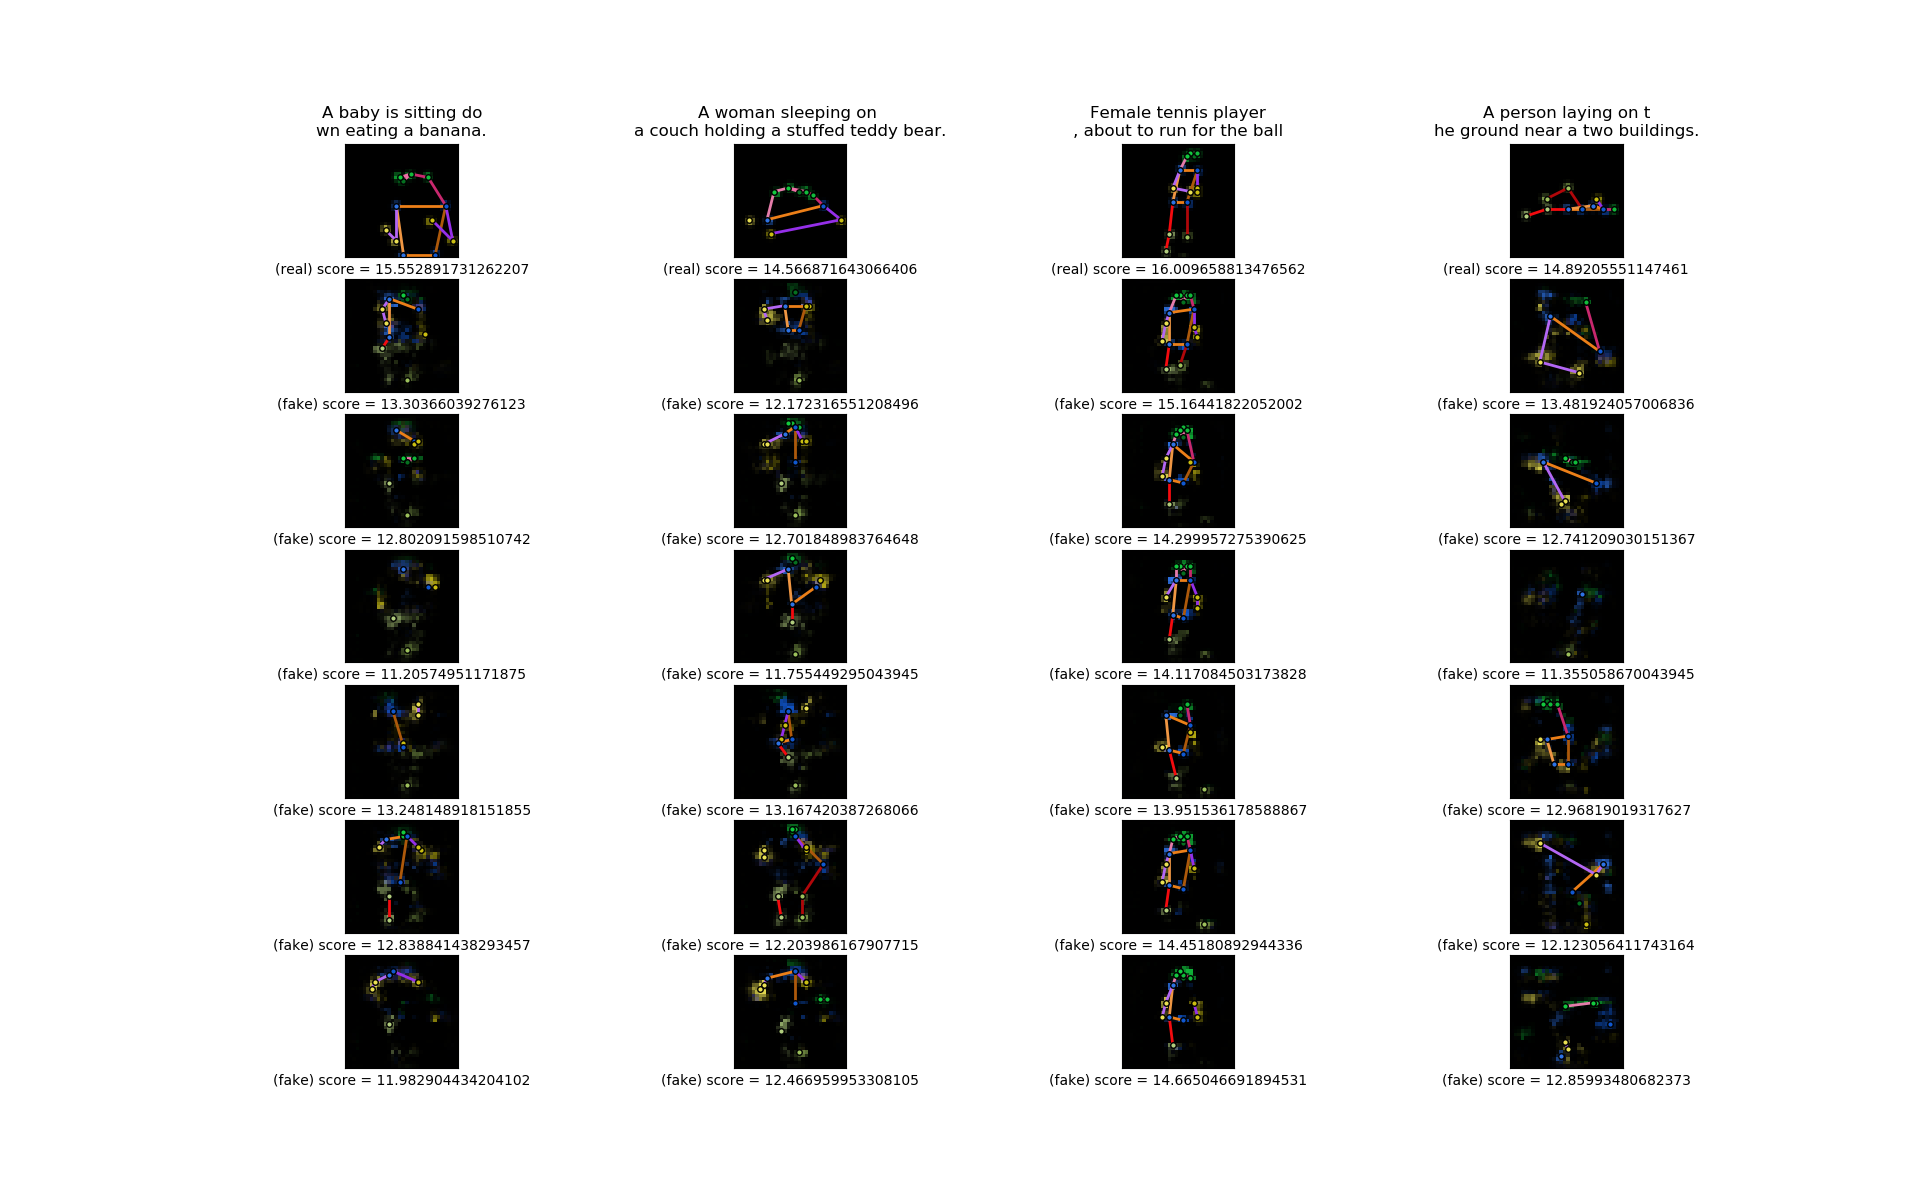 A baby is sitting do
wn eating a banana.
A woman sleeping on
a couch holding a stuffed teddy bear.
Female tennis player
, about to run for the ball
A person laying on t
he ground near a two buildings.
(real) score = 15.552891731262207
(real) score = 14.566871643066406
(real) score = 16.009658813476562
(real) score = 14.89205551147461
(fake) score = 13.30366039276123
(fake) score = 12.172316551208496
(fake) score = 15.16441822052002
(fake) score = 13.481924057006836
(fake) score = 12.802091598510742
(fake) score = 12.701848983764648
(fake) score = 14.299957275390625
(fake) score = 12.741209030151367
(fake) score = 11.20574951171875
(fake) score = 11.755449295043945
(fake) score = 14.117084503173828
(fake) score = 11.355058670043945
(fake) score = 13.248148918151855
(fake) score = 13.167420387268066
(fake) score = 13.951536178588867
(fake) score = 12.96819019317627
(fake) score = 12.838841438293457
(fake) score = 12.203986167907715
(fake) score = 14.45180892944336
(fake) score = 12.123056411743164
(fake) score = 11.982904434204102
(fake) score = 12.466959953308105
(fake) score = 14.665046691894531
(fake) score = 12.85993480682373